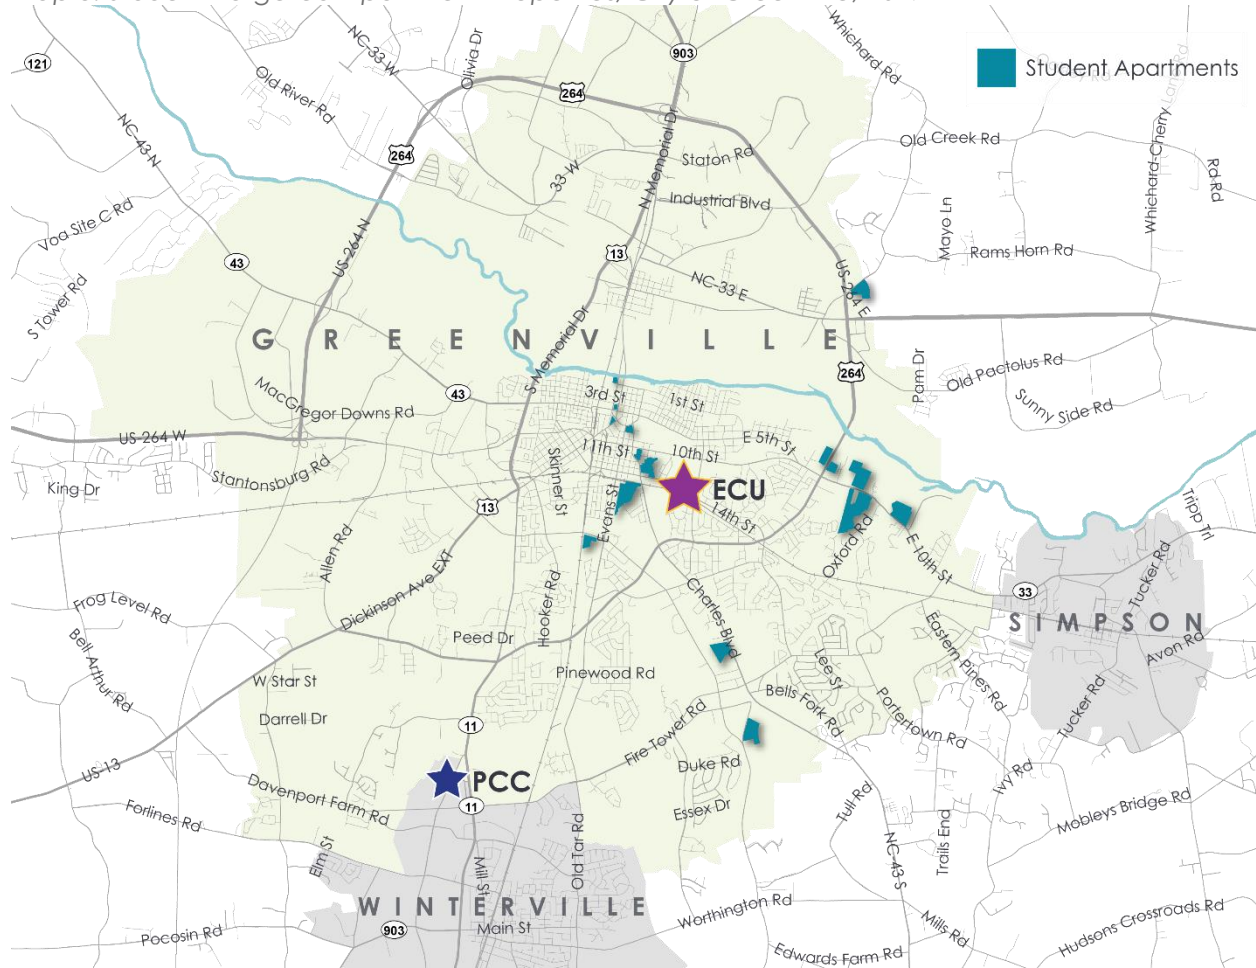 121
NC-33 W
Olivia Dr
903
Whichard Rd
Student Apartments
Old River Rd
264
NC-43-N
264
33 W
N Memorial Dr
Staton Rd
Old Creek Rd
Whichard-Cherry Lane Rd
Rd-Rd
Industrial Blvd
Mayo Ln
Voa Site C Rd
43
US-264 N
13
Rams Horn Rd
S Tower Rd
NC-33 E
US-264 E
GREENVILLE
S Memorial Dr
264
Pam Dr
Old Pactolus Rd
MacGregor Downs Rd
43
3rd St
1st St
Sunny Side Rd
US-264 W
E 5th St
Stantonsburg Rd
11th St
10th St
King Dr
Skinner St
ECU
13
Evans St
14th St
Tripp Trl
Allen Rd
Oxford Rd
E 10th St
Dickinson Ave EXT
Hooker Rd
Charles Blvd
33
Tucker Rd
Frog Level Rd
SIMPSON
Bell Arthur Rd
Peed Dr
Eastern Pines Rd
Avon Rd
Pinewood Rd
Lee St
W Star St
Bells Fork Rd
Portertown Rd
Tucker Rd
Darrell Dr
11
Fire Tower Rd
US-13
PCC
Duke Rd
Ivy Rd
Davenport Farm Rd
11
Essex Dr
Tull Rd
Mobleys Bridge Rd
Forlines Rd
Elm St
Mill St
Old Tar Rd
NC-43-S
Trails End
WINTERVILLE
Worthington Rd
Hudsons Crossroads Rd
Pocosin Rd
903
Main St
Mills Rd
Edwards Farm Rd